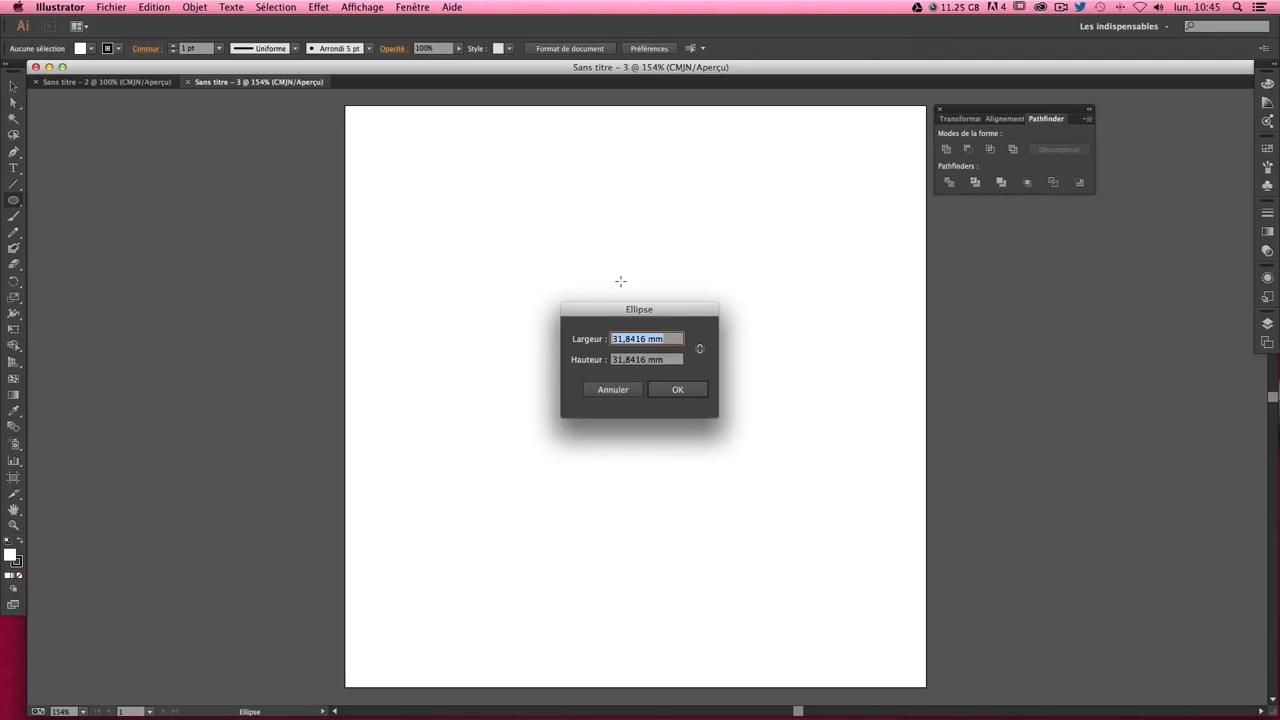 Illustrator Fichier Edition Objet Texte Sélection Effet Affichage Fenêtre Aide 11.25 GB 4 lun. 10:45
Ai Les indispensables
Aucune sélection Contour : 1 pt Uniforme Arrondi 5 pt Opacité : 100% Style : Format de document Préférences
Sans titre – 3 @ 154% (CMJN/Aperçu)
Sans titre – 2 @ 100% (CMJN/Aperçu) Sans titre – 3 @ 154% (CMJN/Aperçu)
Transformat Alignement Pathfinder
Modes de la forme :
Décomposer
Pathfinders :
Ellipse
Largeur : 31,8416 mm
Hauteur : 31,8416 mm
Annuler OK
154% 1 Ellipse